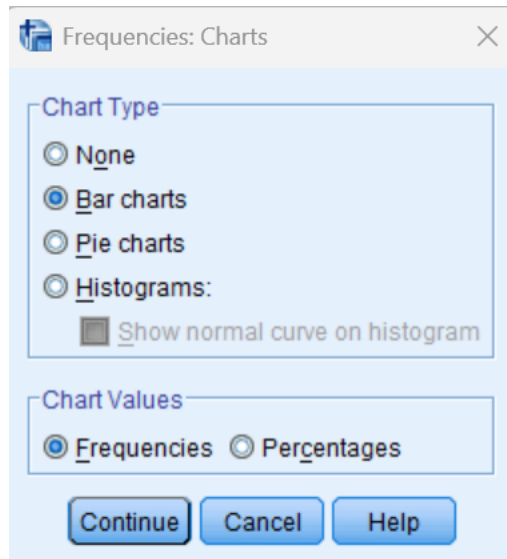 Frequencies: Charts
Chart Type
None
Bar charts
Pie charts
Histograms:
Show normal curve on histogram
Chart Values
Frequencies Percentages
Continue Cancel Help